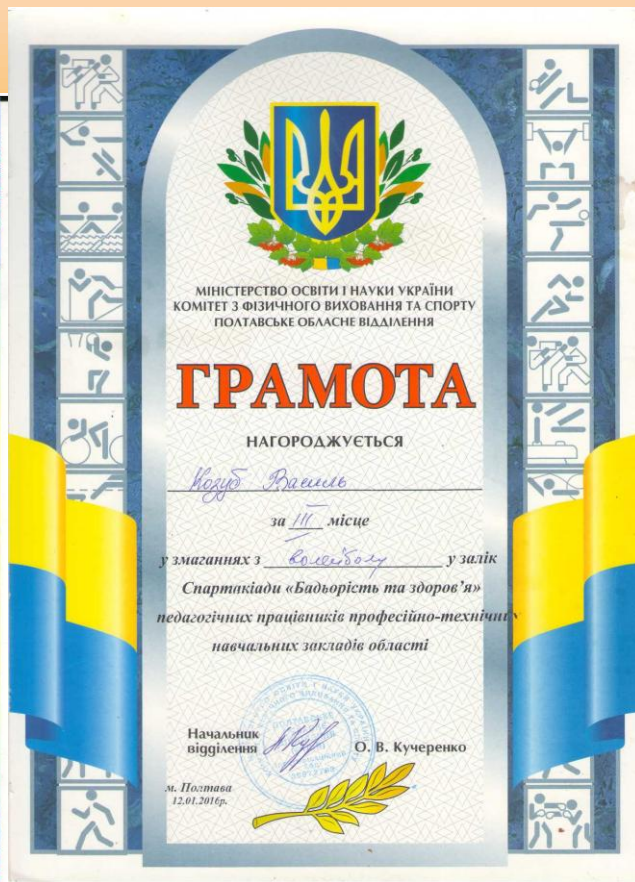 МІНІСТЕРСТВО ОСВІТИ І НАУКИ УКРАЇНИ
КОМІТЕТ З ФІЗИЧНОГО ВИХОВАННЯ ТА СПОРТУ
ПОЛТАВСЬКЕ ОБЛАСНЕ ВІДДІЛЕННЯ
ГРАМОТА
НАГОРОДЖУЄТЬСЯ
Козуб Василь
за III місце
у змаганнях з волейболу у залік
Спартакіади «Бадьорість та здоров'я»
педагогічних працівників професійно-технічних
навчальних закладів області
Начальник
відділення О. В. Кучеренко
м. Полтава
12.01.2016р.